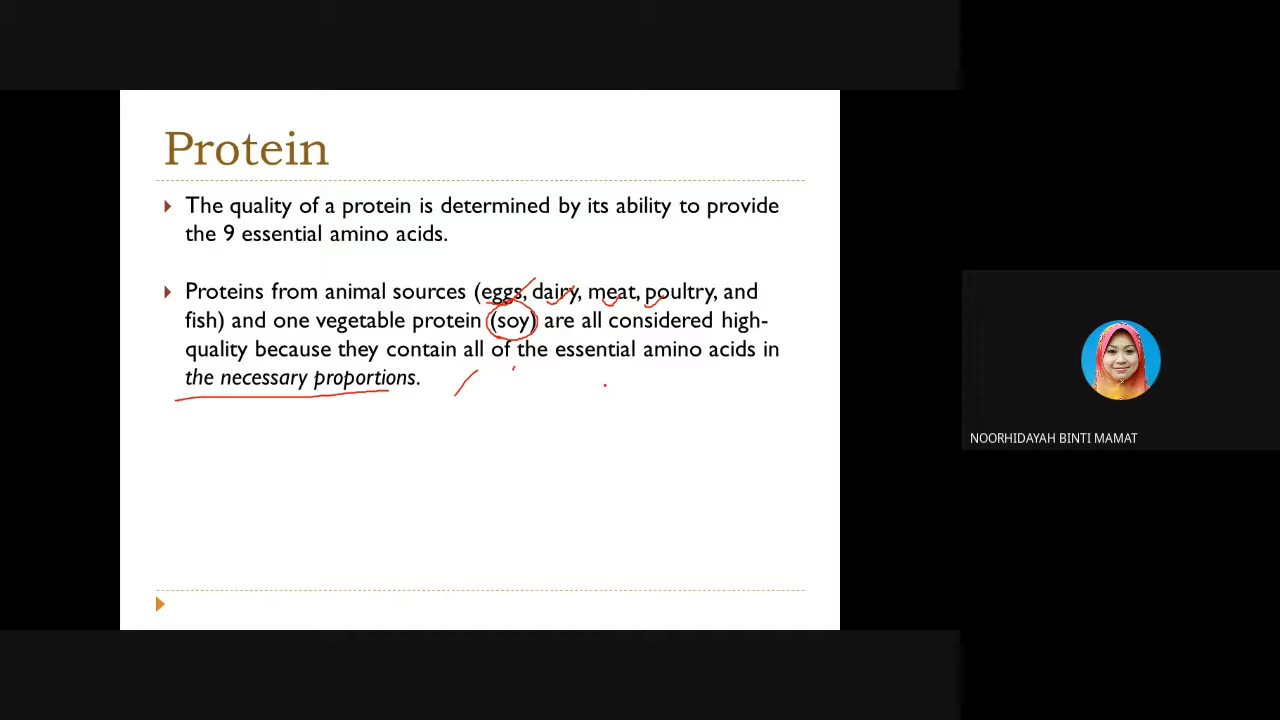 Protein
The quality of a protein is determined by its ability to provide
the 9 essential amino acids.
Proteins from animal sources (eggs, dairy, meat, poultry, and
fish) and one vegetable protein (soy) are all considered high-
quality because they contain all of the essential amino acids in
the necessary proportions.
NOORHIDAYAH BINTI MAMAT